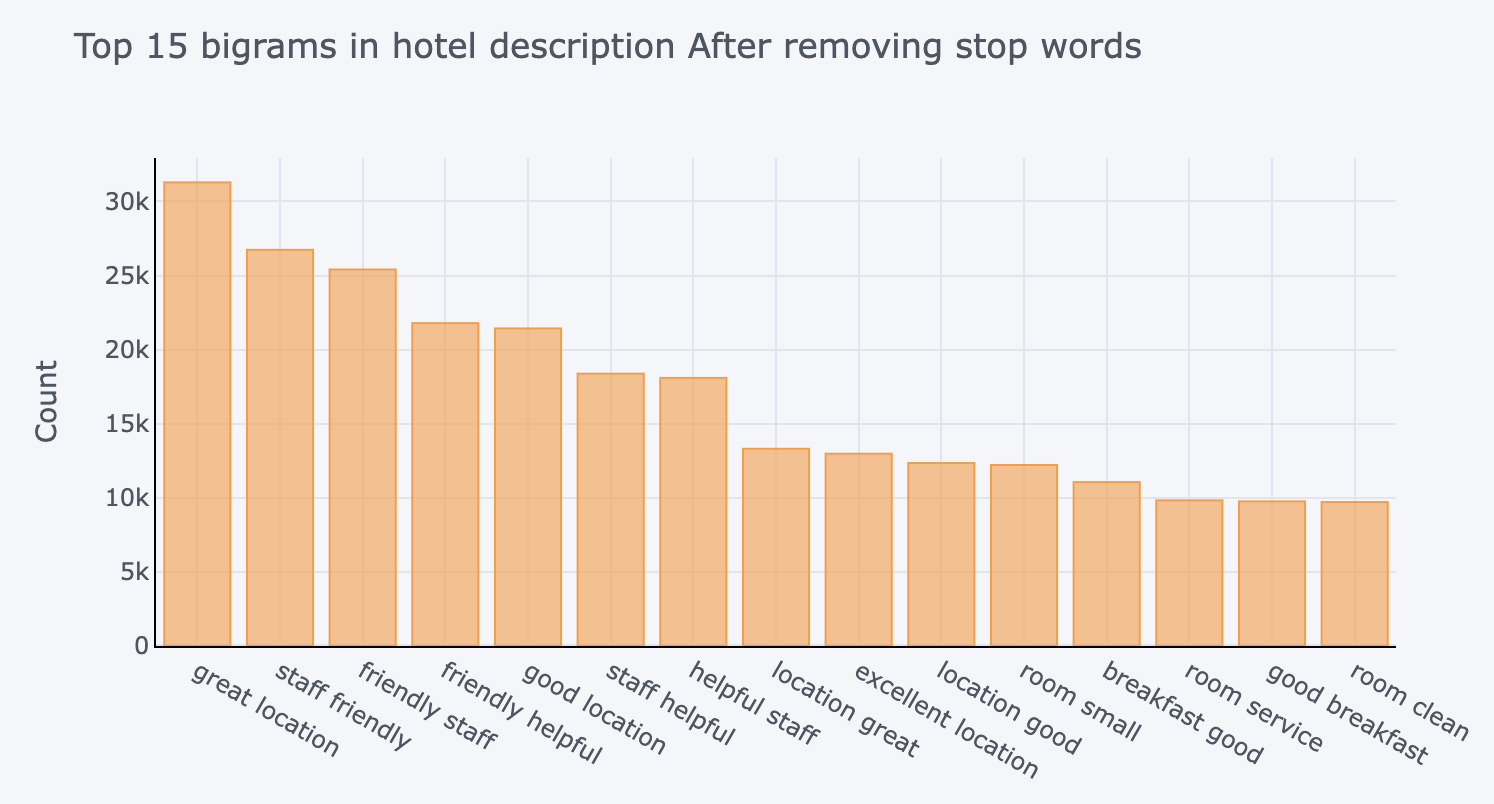 Top 15 bigrams in hotel description After removing stop words
Count
30k
25k
20k
15k
10k
5k
0
great location
staff friendly
friendly staff
friendly helpful
good location
staff helpful
helpful staff
location great
excellent location
location good
room small
breakfast good
room service
good breakfast
room clean